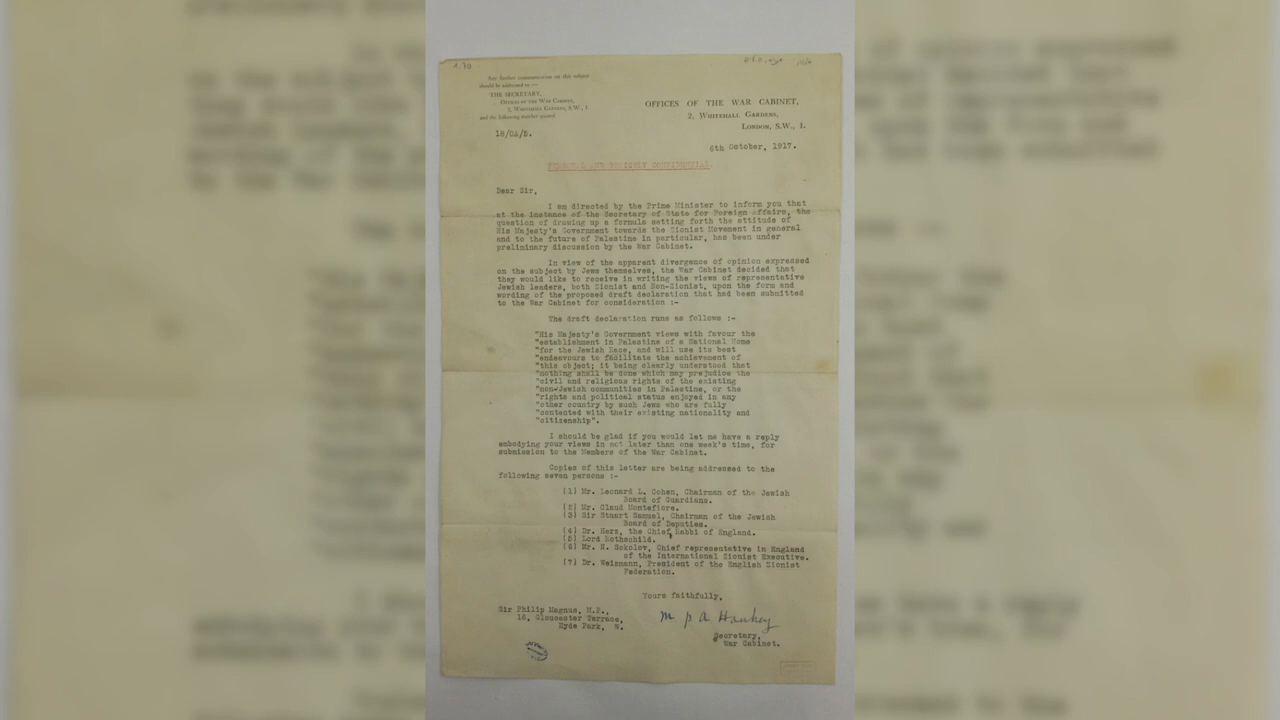 Any further communication on this subject
should be addressed to :—
THE SECRETARY,
OFFICES OF THE WAR CABINET,
2, WHITEHALL GARDENS, S.W., 1.
and the following number quoted
18/Od/5.
OFFICES OF THE WAR CABINET,
2, WHITEHALL GARDENS,
LONDON, S.W., 1.
6th October, 1917.
PERSONAL AND STRICTLY CONFIDENTIAL.
Dear Sir,
I am directed by the Prime Minister to inform you that
at the instance of the Secretary of State for Foreign Affairs, the
question of drawing up a formula setting forth the attitude of
His Majesty's Government towards the Zionist Movement in general
and to the future of Palestine in particular, has been under
preliminary discussion by the War Cabinet.
In view of the apparent divergence of opinion expressed
on the subject by Jews themselves, the War Cabinet decided that
they would like to receive in writing the views of representative
Jewish leaders, both Zionist and Non-Zionist, upon the form and
wording of the proposed draft declaration that had been submitted
to the War Cabinet for consideration :-
The draft declaration runs as follows :-
"His Majesty's Government views with favour the
"establishment in Palestine of a National Home
"for the Jewish Race, and will use its best
"endeavours to facilitate the achievement of
"this object; it being clearly understood that
"nothing shall be done which may prejudice the
"civil and religious rights of the existing
"non-Jewish communities in Palestine, or the
"rights and political status enjoyed in any
"other country by such Jews who are fully
"contented with their existing nationality and
"citizenship".
I should be glad if you would let me have a reply
embodying your views in not later than one week's time, for
submission to the Members of the War Cabinet.
Copies of this letter are being addressed to the
following seven persons :-
(1) Mr. Leonard L. Cohen, Chairman of the Jewish
Board of Guardians.
(2) Mr. Claud Montefiore.
(3) Sir Stuart Samuel, Chairman of the Jewish
Board of Deputies.
(4) Dr. Herz, the Chief Rabbi of England.
(5) Lord Rothschild.
(6) Mr. N. Sokolov, Chief representative in England
of the International Zionist Executive.
(7) Dr. Weizmann, President of the English Zionist
Federation.
Yours faithfully,
M P A Hankey
Secretary,
War Cabinet.
Sir Philip Magnus, M.P.,
16, Gloucester Terrace,
Hyde Park, W.